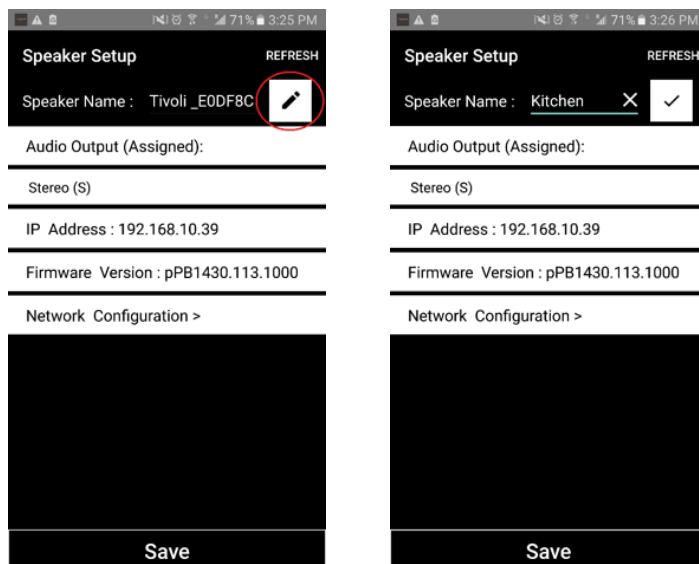 71% 3:25 PM
Speaker Setup
REFRESH
Speaker Name : Tivoli _E0DF8C
Audio Output (Assigned):
Stereo (S)
IP Address : 192.168.10.39
Firmware Version : pPB1430.113.1000
Network Configuration >
Save
71% 3:26 PM
Speaker Setup
REFRESH
Speaker Name : Kitchen
Audio Output (Assigned):
Stereo (S)
IP Address : 192.168.10.39
Firmware Version : pPB1430.113.1000
Network Configuration >
Save